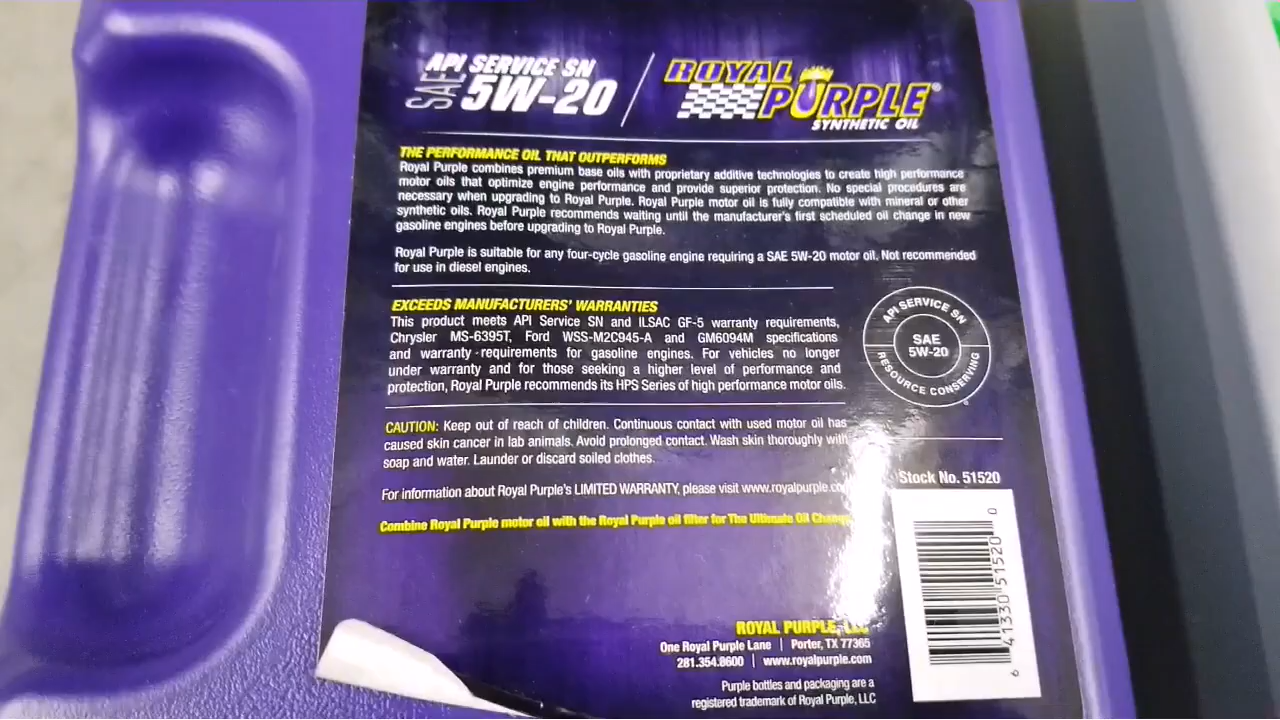 API SERVICE SN
SAE 5W-20
ROYAL PURPLE®
SYNTHETIC OIL
THE PERFORMANCE OIL THAT OUTPERFORMS
Royal Purple combines premium base oils with proprietary additive technologies to create high performance
motor oils that optimize engine performance and provide superior protection. No special procedures are
necessary when upgrading to Royal Purple. Royal Purple motor oil is fully compatible with mineral or other
synthetic oils. Royal Purple recommends waiting until the manufacturer's first scheduled oil change in new
gasoline engines before upgrading to Royal Purple.
Royal Purple is suitable for any four-cycle gasoline engine requiring a SAE 5W-20 motor oil. Not recommended
for use in diesel engines.
EXCEEDS MANUFACTURERS' WARRANTIES
This product meets API Service SN and ILSAC GF-5 warranty requirements,
Chrysler MS-6395T, Ford WSS-M2C945-A and GM6094M specifications
and warranty requirements for gasoline engines. For vehicles no longer
under warranty and for those seeking a higher level of performance and
protection, Royal Purple recommends its HPS Series of high performance motor oils.
API SERVICE SN
SAE
5W-20
RESOURCE CONSERVING
CAUTION: Keep out of reach of children. Continuous contact with used motor oil has
caused skin cancer in lab animals. Avoid prolonged contact. Wash skin thoroughly with
soap and water. Launder or discard soiled clothes.
For information about Royal Purple's LIMITED WARRANTY, please visit www.royalpurple.co
Combine Royal Purple motor oil with the Royal Purple oil filter for The Ultimate Oil Change
Stock No. 51520
6 41330 51520 0
ROYAL PURPLE, LLC
One Royal Purple Lane | Porter, TX 77365
281.354.8600 | www.royalpurple.com
Purple bottles and packaging are a
registered trademark of Royal Purple, LLC